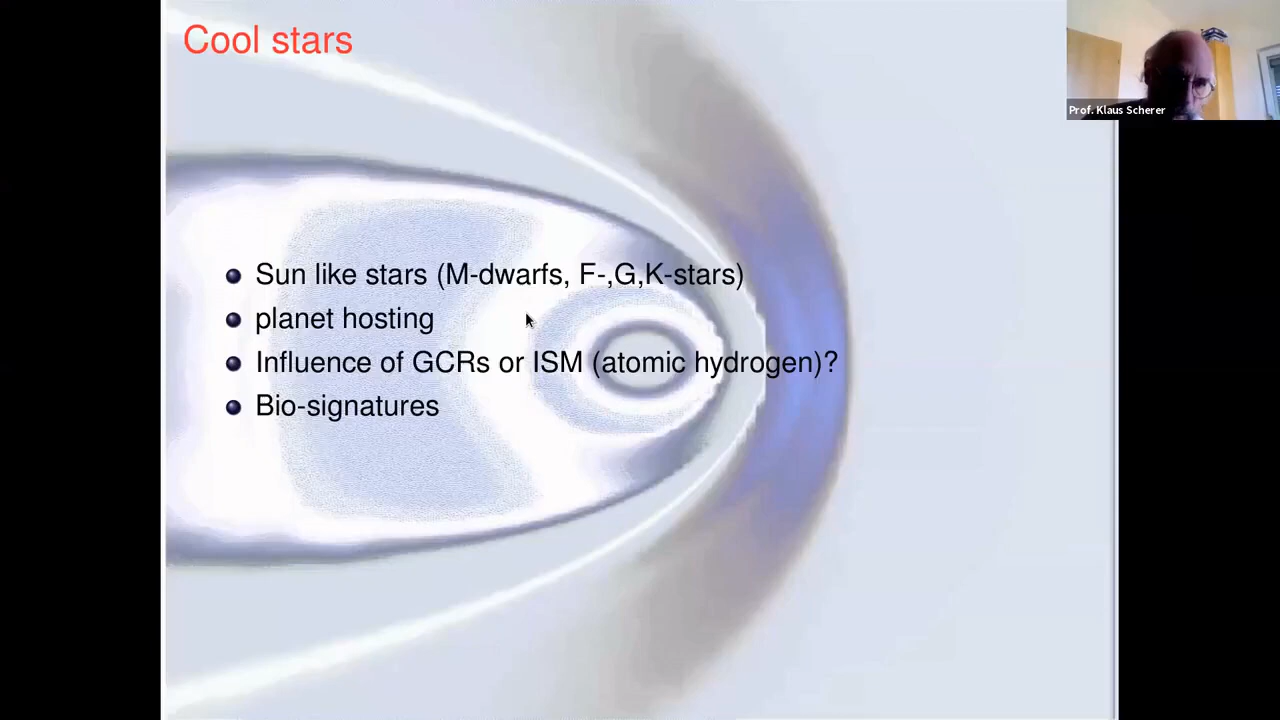 Cool stars
Prof. Klaus Scherer
Sun like stars (M-dwarfs, F-,G,K-stars)
planet hosting
Influence of GCRs or ISM (atomic hydrogen)?
Bio-signatures